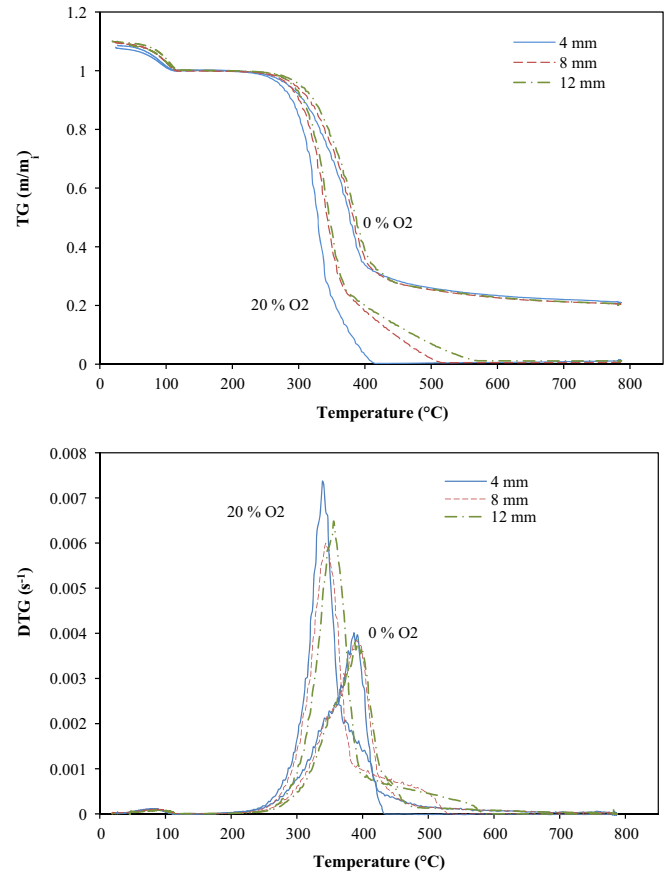 1.2
1
0.8
0.6
0.4
0.2
0
TG (m/mi)
4 mm
8 mm
12 mm
0 % O2
20 % O2
0 100 200 300 400 500 600 700 800
Temperature (°C)
0.008
0.007
0.006
0.005
0.004
0.003
0.002
0.001
0
DTG (s-1)
4 mm
8 mm
12 mm
20 % O2
0 % O2
0 100 200 300 400 500 600 700 800
Temperature (°C)